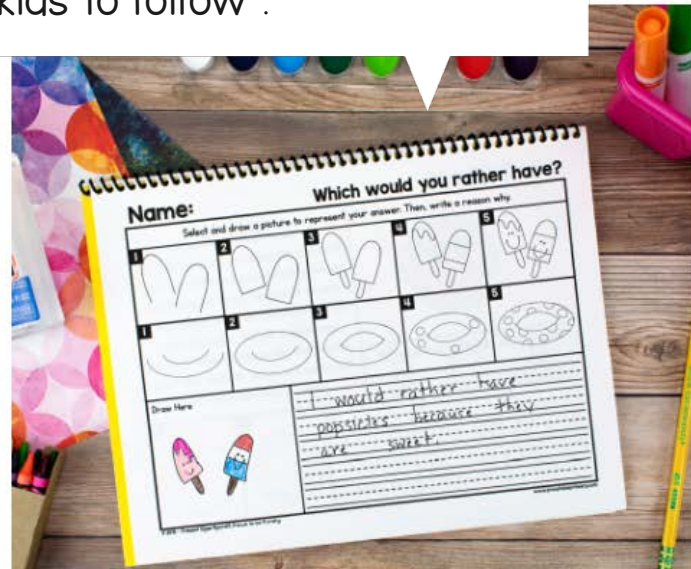 kids to follow".
Name: Which would you rather have?
Select and draw a picture to represent your answer. Then, write a reason why.
1 2 3 4 5
1 2 3 4 5
Draw Here
I would rather have
popsicles because they
are sweet.